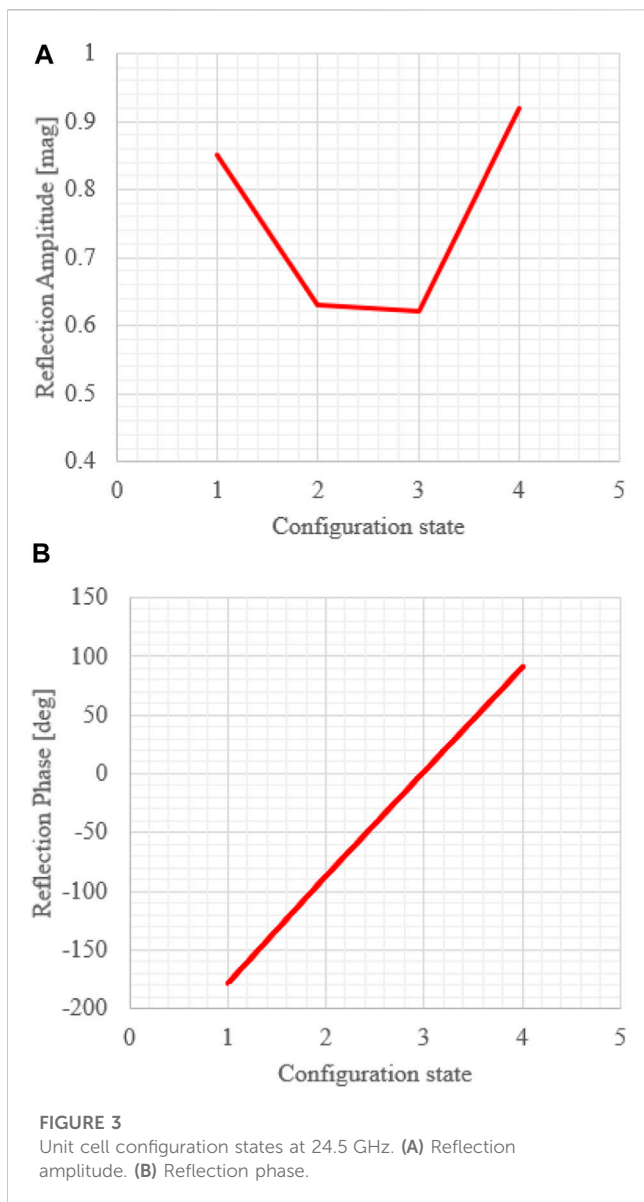 A
1
0.9
0.8
0.7
0.6
0.5
0.4
Reflection Amplitude [mag]
0 1 2 3 4 5
Configuration state
B
150
100
50
0
-50
-100
-150
-200
Reflection Phase [deg]
0 1 2 3 4 5
Configuration state
FIGURE 3
Unit cell configuration states at 24.5 GHz. (A) Reflection
amplitude. (B) Reflection phase.